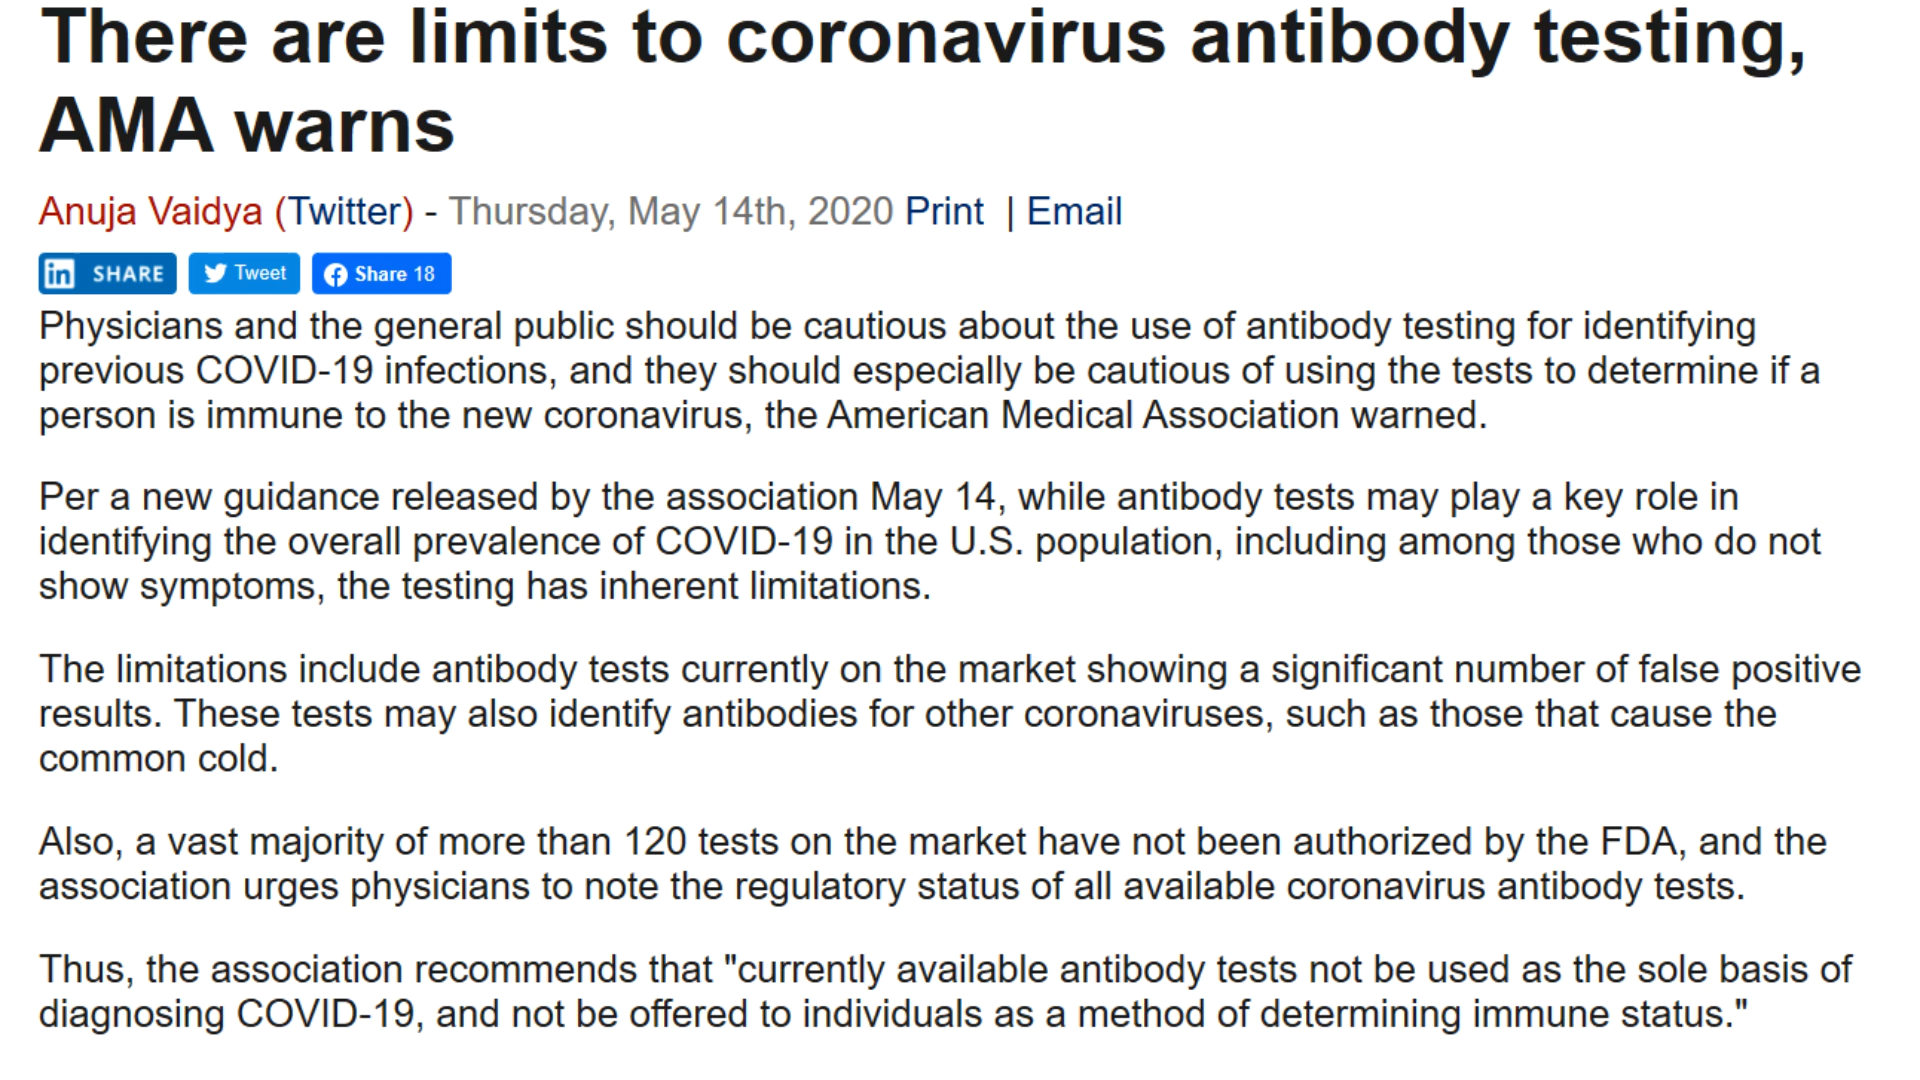 There are limits to coronavirus antibody testing,
AMA warns
Anuja Vaidya (Twitter) - Thursday, May 14th, 2020 Print | Email
in SHARE Tweet Share 18
Physicians and the general public should be cautious about the use of antibody testing for identifying
previous COVID-19 infections, and they should especially be cautious of using the tests to determine if a
person is immune to the new coronavirus, the American Medical Association warned.
Per a new guidance released by the association May 14, while antibody tests may play a key role in
identifying the overall prevalence of COVID-19 in the U.S. population, including among those who do not
show symptoms, the testing has inherent limitations.
The limitations include antibody tests currently on the market showing a significant number of false positive
results. These tests may also identify antibodies for other coronaviruses, such as those that cause the
common cold.
Also, a vast majority of more than 120 tests on the market have not been authorized by the FDA, and the
association urges physicians to note the regulatory status of all available coronavirus antibody tests.
Thus, the association recommends that "currently available antibody tests not be used as the sole basis of
diagnosing COVID-19, and not be offered to individuals as a method of determining immune status."